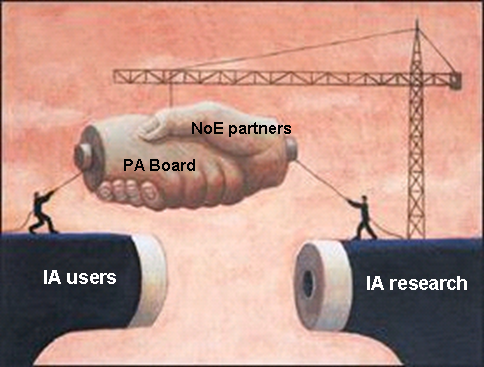 NoE partners
PA Board
IA users
IA research